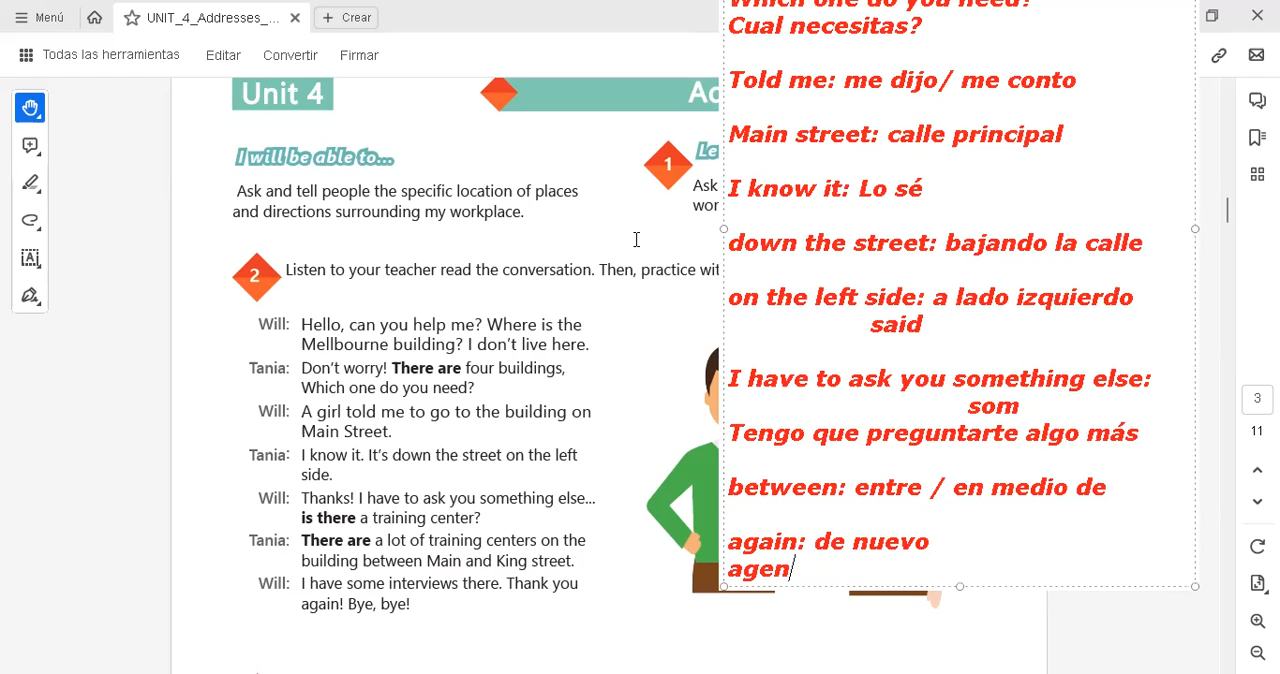 Menú
UNIT_4_Addresses_...
Crear
Todas las herramientas
Editar
Convertir
Firmar
Unit 4
I will be able to...
Ask and tell people the specific location of places
and directions surrounding my workplace.
1
Ask
2
Listen to your teacher read the conversation. Then, practice
Will: Hello, can you help me? Where is the
Mellbourne building? I don't live here.
Tania: Don't worry! There are four buildings,
Which one do you need?
Will: A girl told me to go to the building on
Main Street.
Tania: I know it. It's down the street on the left
side.
Will: Thanks! I have to ask you something else...
is there a training center?
Tania: There are a lot of training centers on the
building between Main and King street.
Will: I have some interviews there. Thank you
again! Bye, bye!
Which one do you need?
Cual necesitas?
Told me: me dijo/ me conto
Main street: calle principal
I know it: Lo sé
down the street: bajando la calle
on the left side: a lado izquierdo
said
I have to ask you something else:
som
Tengo que preguntarte algo más
between: entre / en medio de
again: de nuevo
agen
3
11